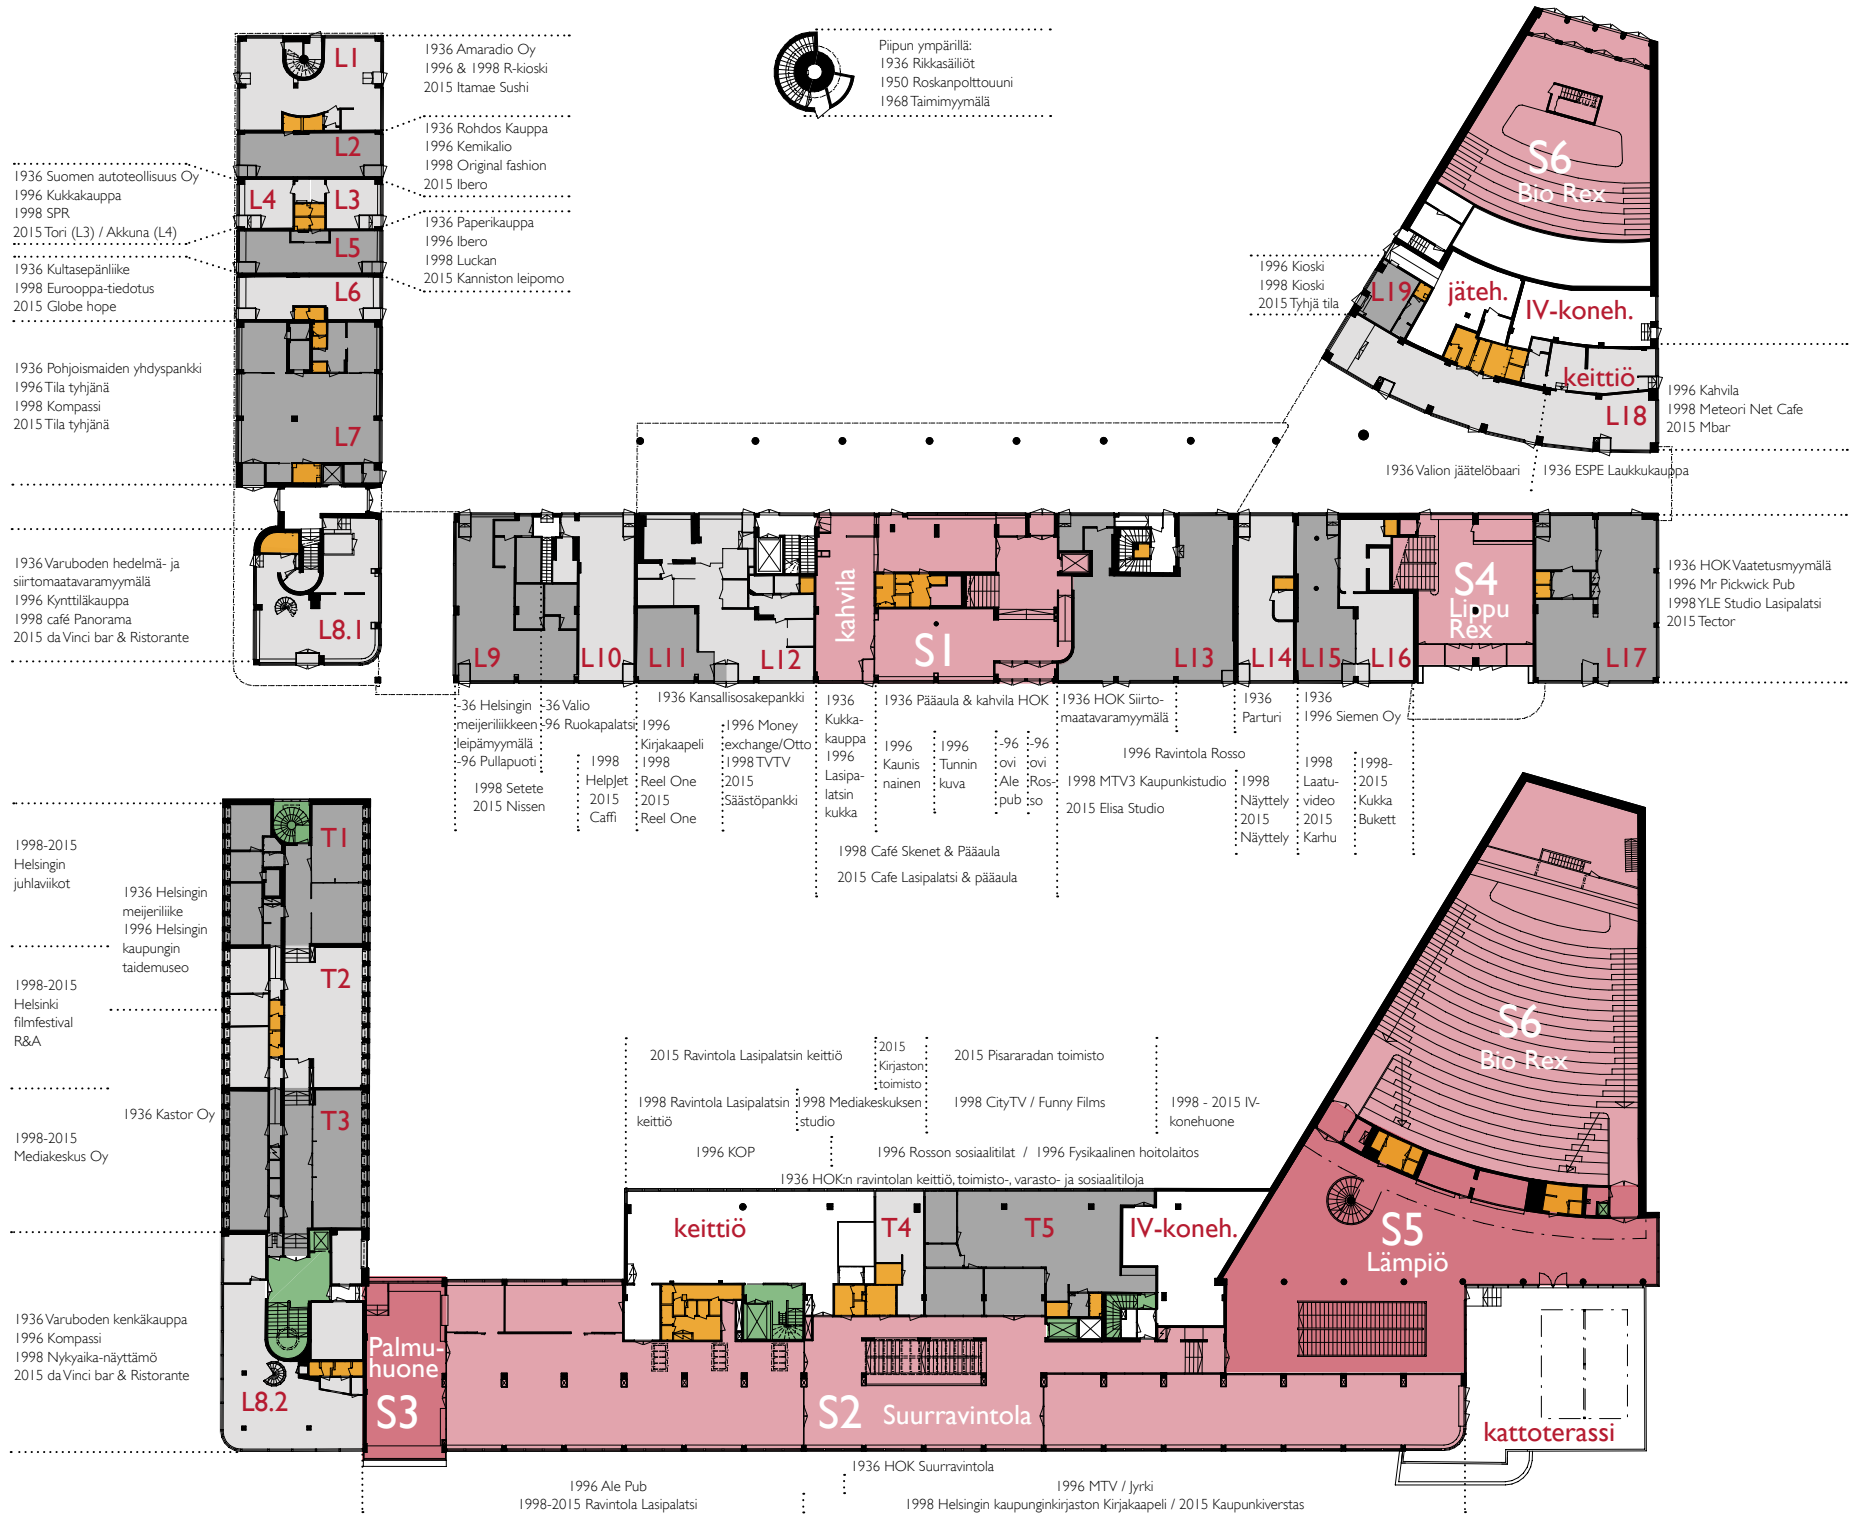 L1
1936 Amaradio Oy
1996 & 1998 R-kioski
2015 Itamae Sushi
Piipun ympärillä:
1936 Rikkasäiliöt
1950 Roskanpolttouuni
1968 Taimimyymälä
L2
1936 Rohdos Kauppa
1996 Kemikalio
1998 Original fashion
2015 Ibero
1936 Suomen autoteollisuus Oy
1996 Kukkakauppa
1998 SPR
2015 Tori (L3) / Akkuna (L4)
L4
L3
L5
1936 Paperikauppa
1996 Ibero
1998 Luckan
2015 Kanniston leipomo
1936 Kultasepänliike
1998 Eurooppa-tiedotus
2015 Globe hope
L6
1936 Pohjoismaiden yhdyspankki
1996 Tila tyhjänä
1998 Kompassi
2015 Tila tyhjänä
L7
1936 Varuboden hedelmä- ja
siirtomaatavaramyymälä
1996 Kynttiläkauppa
1998 café Panorama
2015 da Vinci bar & Ristorante
L8.1
S6
Bio Rex
1996 Kioski
1998 Kioski
2015 Tyhjä tila
L19
jäteh.
IV-koneh.
keittiö
L18
1996 Kahvila
1998 Meteori Net Cafe
2015 Mbar
1936 Valion jäätelöbaari
1936 ESPE Laukkukauppa
L9
L10
L11
L12
kahvila
S1
L13
L14
L15
L16
S4
Lippu
Rex
L17
1936 HOK Vaatetusmyymälä
1996 Mr Pickwick Pub
1998 YLE Studio Lasipalatsi
2015 Tector
-36 Helsingin
meijeriliikkeen
leipämyymälä
-96 Pullapuoti
-36 Valio
-96 Ruokapalatsi
1998 Setete
2015 Nissen
1998
HelpJet
2015
Caffi
1936 Kansallisosakepankki
1996
Kirjakaapeli
1998
Reel One
2015
Reel One
1996 Money
exchange/Otto
1998 TVTV
2015
Säästöpankki
1936
Kukka-
kauppa
1996
Lasipa-
latsin
kukka
1936 Pääaula & kahvila HOK
1996
Kaunis
nainen
1996
Tunnin
kuva
-96
ovi
Ale
pub
-96
ovi
Ros-
so
1998 Café Skenet & Pääaula
2015 Cafe Lasipalatsi & pääaula
1936 HOK Siirto-
maatavaramyymälä
1996 Ravintola Rosso
1998 MTV3 Kaupunkistudio
2015 Elisa Studio
1936
Parturi
1998
Näyttely
2015
Näyttely
1936
1996 Siemen Oy
1998
Laatu-
video
2015
Karhu
1998-
2015
Kukka
Bukett
1998-2015
Helsingin
juhlaviikot
T1
1936 Helsingin
meijeriliike
1996 Helsingin
kaupungin
taidemuseo
1998-2015
Helsinki
filmfestival
R&A
T2
1936 Kastor Oy
1998-2015
Mediakeskus Oy
T3
1936 Varuboden kenkäkauppa
1996 Kompassi
1998 Nykyaika-näyttämö
2015 da Vinci bar & Ristorante
L8.2
2015 Ravintola Lasipalatsin keittiö
2015
Kirjaston
toimisto
2015 Pisararadan toimisto
1998 Ravintola Lasipalatsin
keittiö
1998 Mediakeskuksen
studio
1998 CityTV / Funny Films
1998 - 2015 IV-
konehuone
1996 KOP
1996 Rosson sosiaalitilat / 1996 Fysikaalinen hoitolaitos
1936 HOK:n ravintolan keittiö, toimisto-, varasto- ja sosiaalitiloja
keittiö
T4
T5
IV-koneh.
S6
Bio Rex
S5
Lämpiö
Palmu-
huone
S3
S2 Suurravintola
kattoterassi
1936 HOK Suurravintola
1996 Ale Pub
1998-2015 Ravintola Lasipalatsi
1996 MTV / Jyrki
1998 Helsingin kaupunginkirjaston Kirjakaapeli / 2015 Kaupunkiverstas